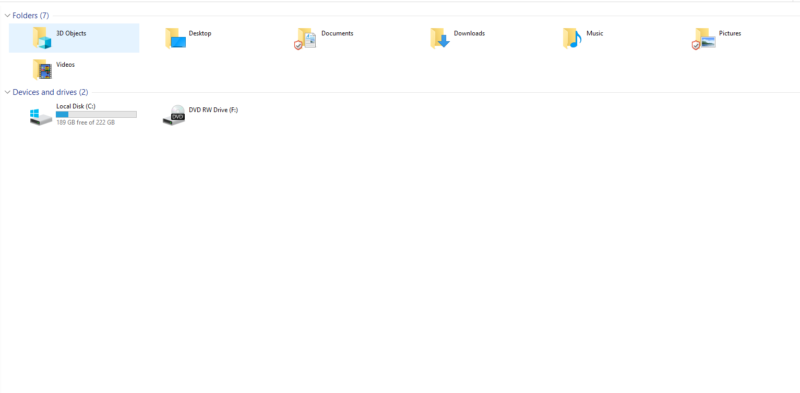 Folders (7)
3D Objects
Desktop
Documents
Downloads
Music
Pictures
Videos
Devices and drives (2)
Local Disk (C:)
189 GB free of 222 GB
DVD RW Drive (F:)
DVD